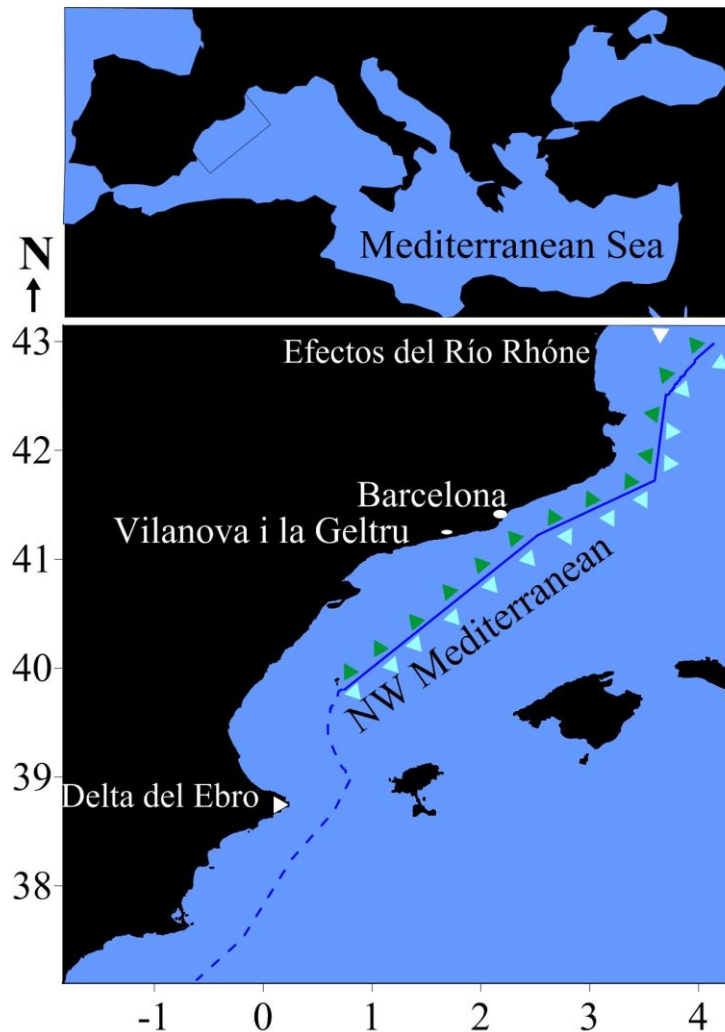 Mediterranean Sea
N
43
Efectos del Río Rhóne
42
Barcelona
Vilanova i la Geltru
41
NW Mediterranean
40
39
Delta del Ebro
38
-1 0 1 2 3 4